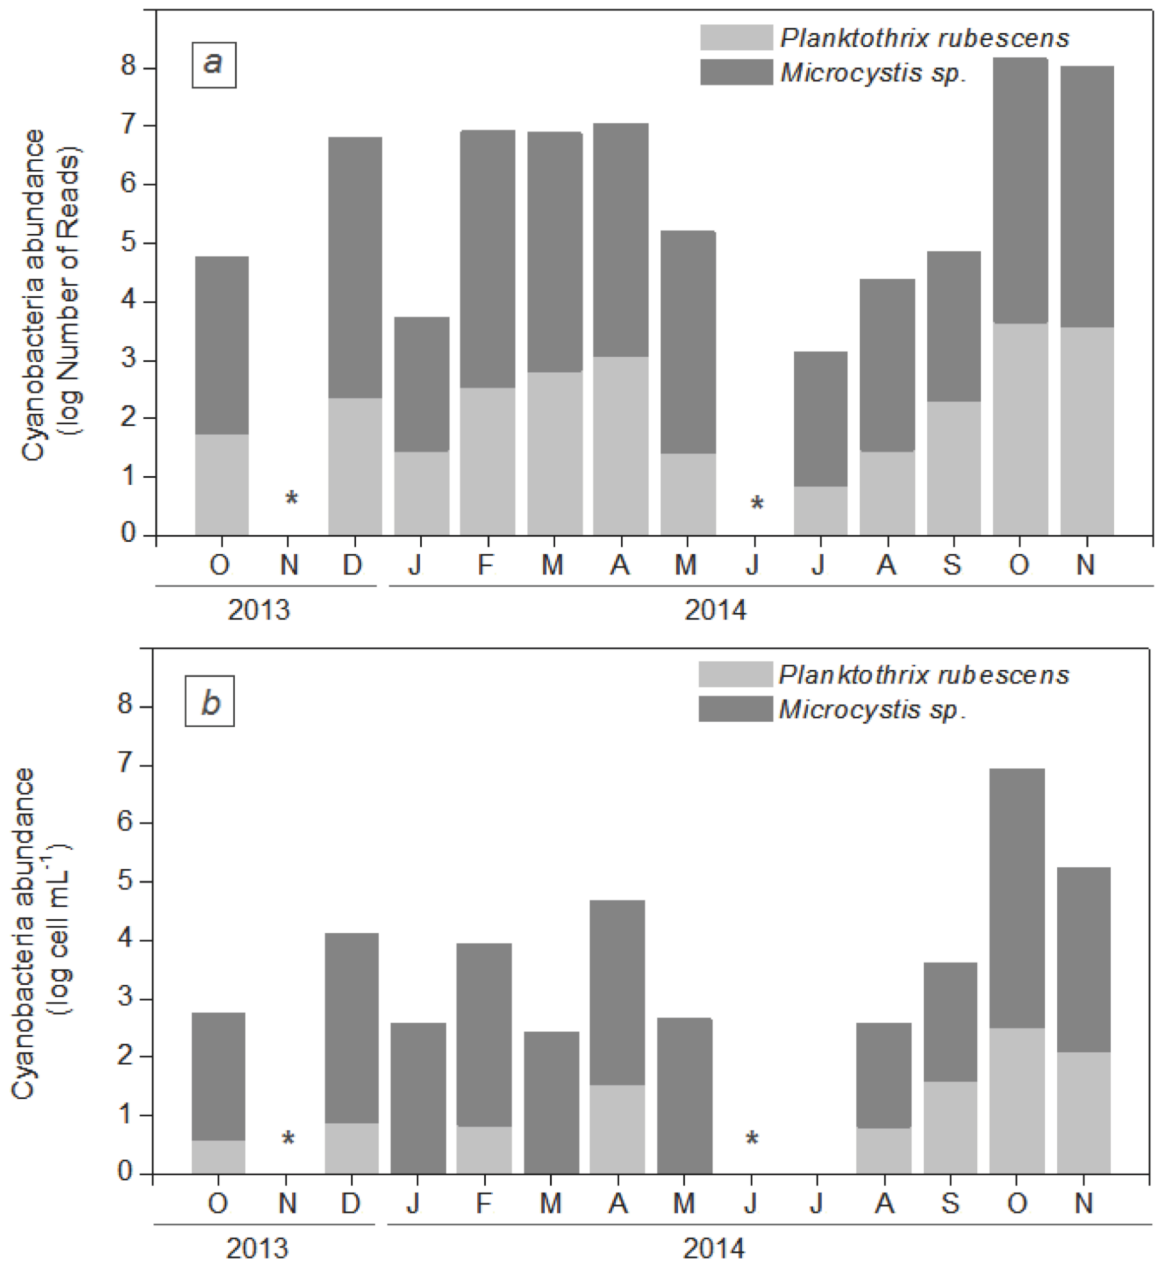 a
Planktothrix rubescens
Microcystis sp.
Cyanobacteria abundance
(log Number of Reads)
8
7
6
5
4
3
2
1
0
* *
O N D J F M A M J J A S O N
2013 2014
b
Planktothrix rubescens
Microcystis sp.
Cyanobacteria abundance
(log cell mL⁻¹)
8
7
6
5
4
3
2
1
0
* *
O N D J F M A M J J A S O N
2013 2014